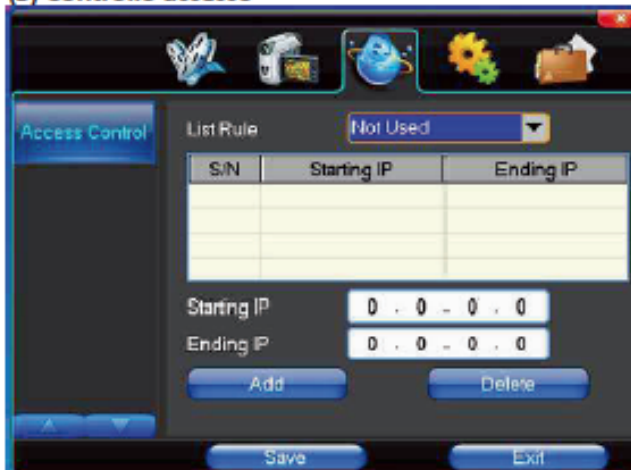 Access Control
List Rule
Not Used
S/N Starting IP Ending IP
Starting IP 0 . 0 . 0 . 0
Ending IP 0 . 0 . 0 . 0
Add Delete
Save Exit